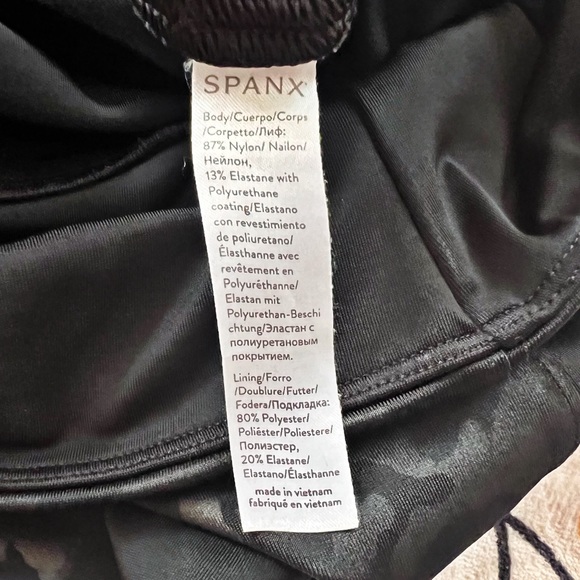 SPANX®
Body/Cuerpo/Corps
/Corpetto/Лиф:
87% Nylon/ Nailon/
Нейлон,
13% Elastane with
Polyurethane
coating/Elastano
con revestimiento
de poliuretano/
Élasthanne avec
revêtement en
Polyuréthanne/
Elastan mit
Polyurethan-Beschi
chtung/Эластан с
полиуретановым
покрытием.
Lining/Forro
/Doublure/Futter/
Fodera/Подкладка:
80% Polyester/
Poliéster/Poliestere/
Полиэстер,
20% Elastane/
Elastano/Élasthanne
made in vietnam
fabriqué en vietnam